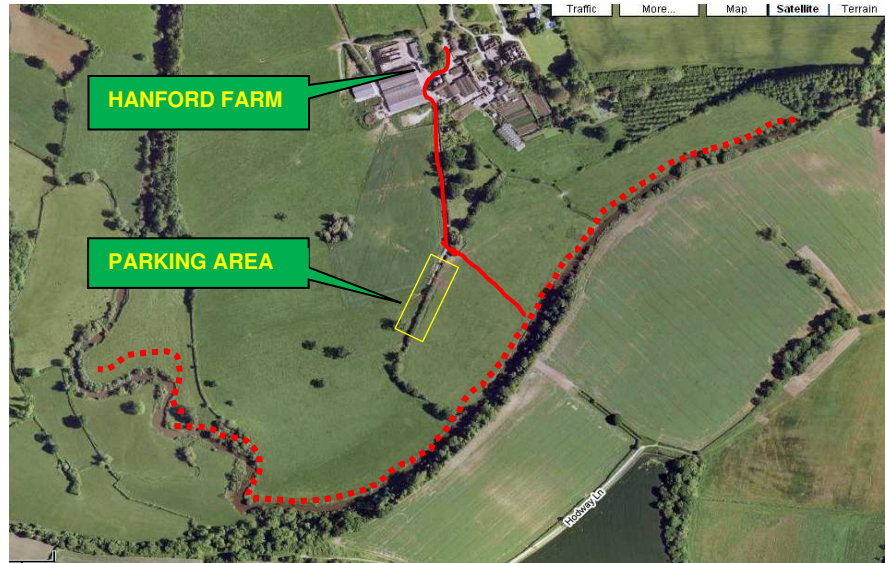 Traffic More... Map Satellite Terrain
HANFORD FARM
PARKING AREA
Hodway Ln